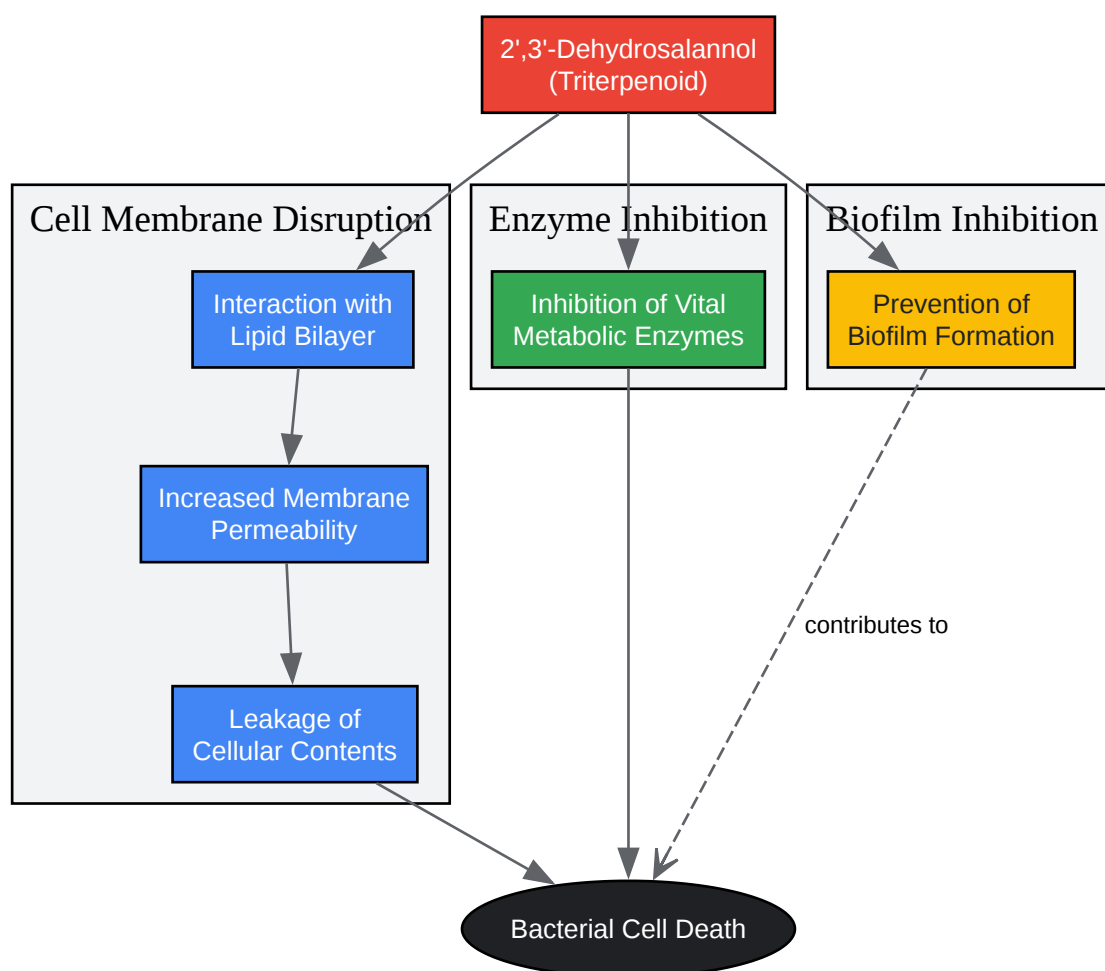 2',3'-Dehydrosalannol
(Triterpenoid)
Cell Membrane Disruption
Enzyme Inhibition
Biofilm Inhibition
Interaction with
Lipid Bilayer
Inhibition of Vital
Metabolic Enzymes
Prevention of
Biofilm Formation
Increased Membrane
Permeability
contributes to
Leakage of
Cellular Contents
Bacterial Cell Death